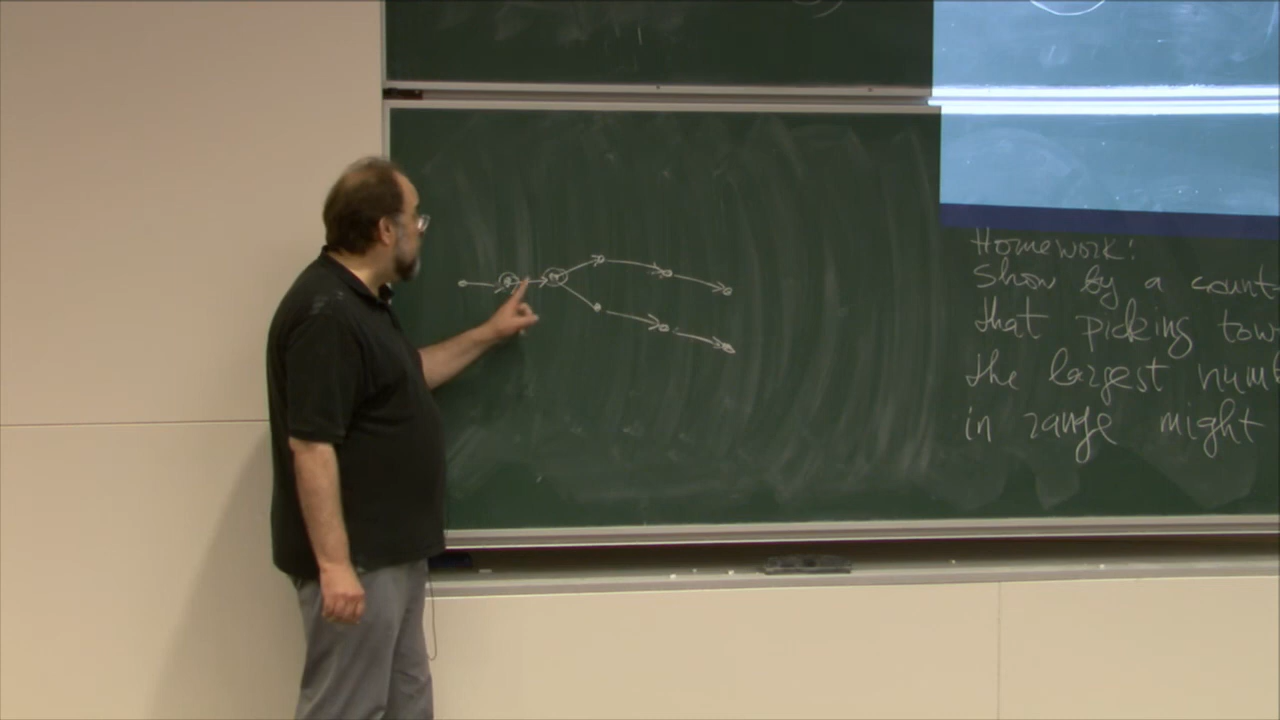 Homework:
Show by a count
that picking tow
the largest num
in range might